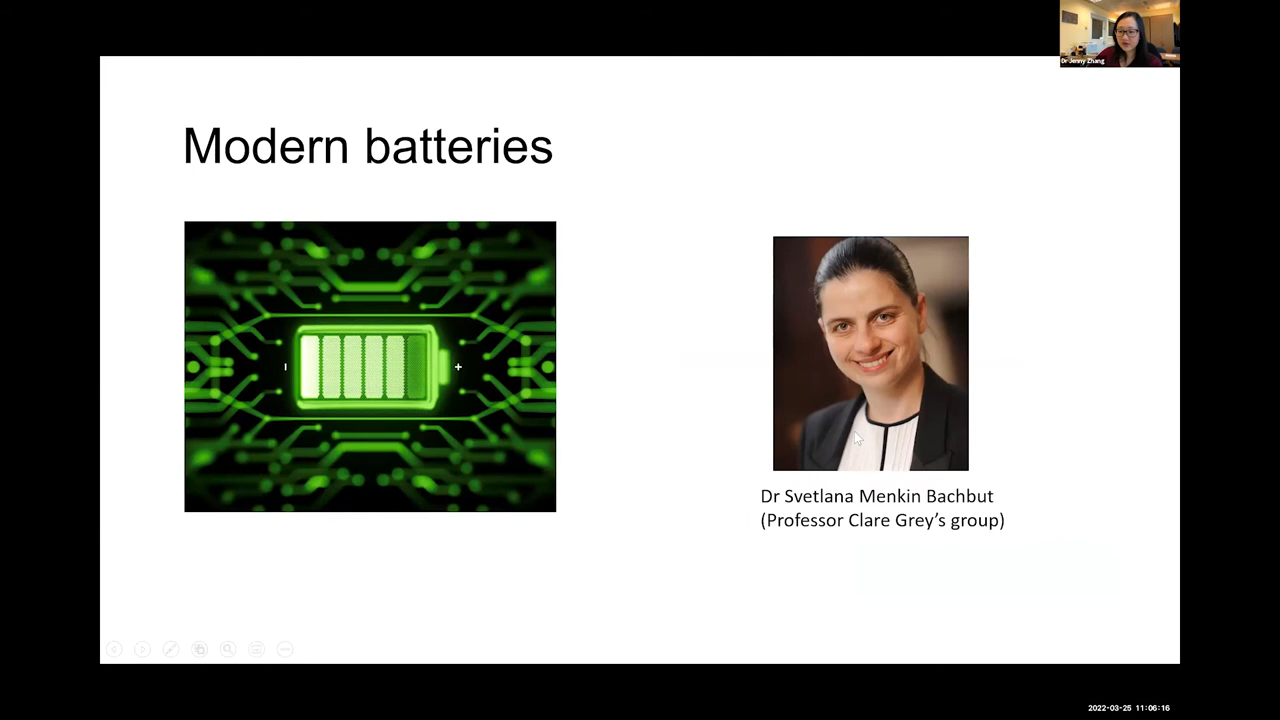 Dr Jenny Zhang
Modern batteries
Dr Svetlana Menkin Bachbut
(Professor Clare Grey’s group)
2022-03-25 11:06:16